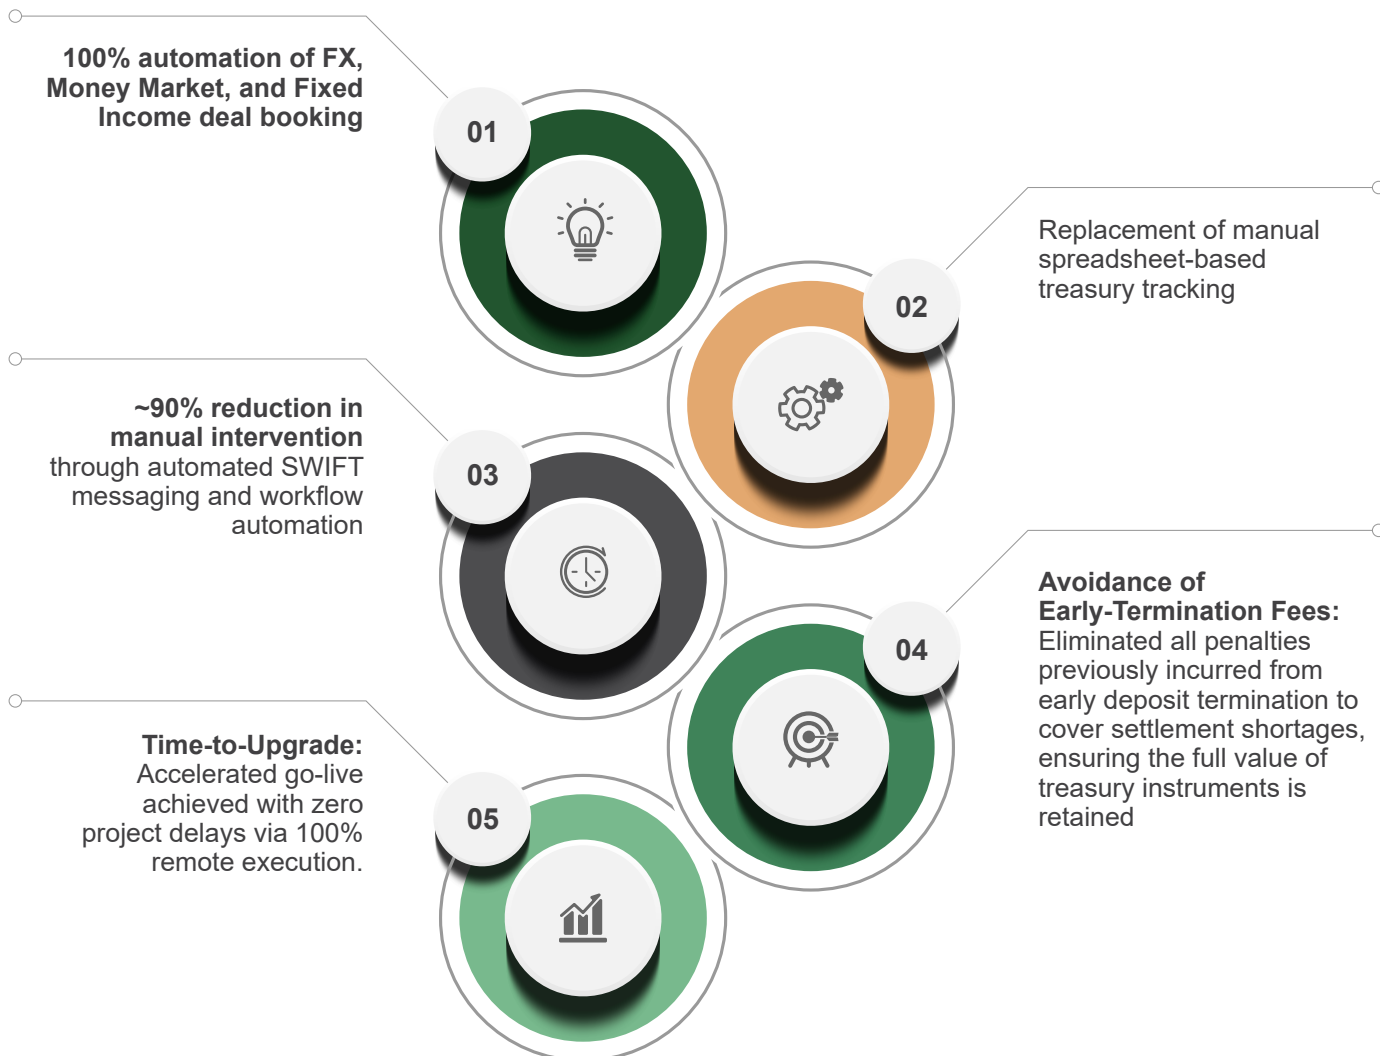 100% automation of FX,
Money Market, and Fixed
Income deal booking
01
Replacement of manual
spreadsheet-based
treasury tracking
02
~90% reduction in
manual intervention
through automated SWIFT
messaging and workflow
automation
03
Avoidance of
Early-Termination Fees:
Eliminated all penalties
previously incurred from
early deposit termination to
cover settlement shortages,
ensuring the full value of
treasury instruments is
retained
04
Time-to-Upgrade:
Accelerated go-live
achieved with zero
project delays via 100%
remote execution.
05